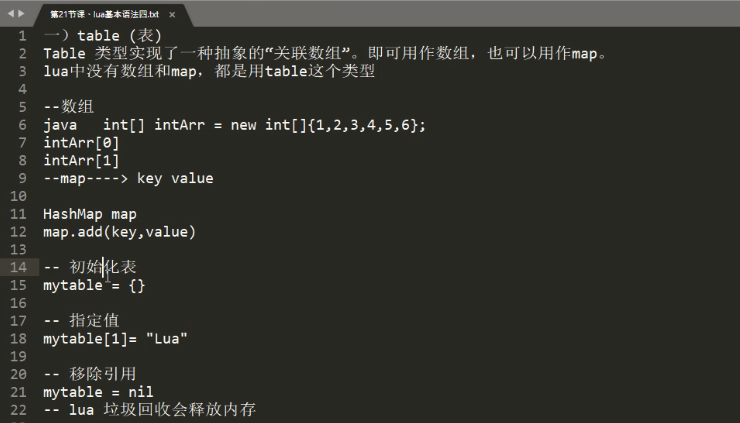 第21节课、lua基本语法四.txt ×
1 一）table (表)
2 Table 类型实现了一种抽象的“关联数组”。即可用作数组，也可以用作map。
3 lua中没有数组和map，都是用table这个类型
4
5 --数组
6 java   int[] intArr = new int[]{1,2,3,4,5,6};
7 intArr[0]
8 intArr[1]
9 --map----> key value
10
11 HashMap map
12 map.add(key,value)
13
14 -- 初始化表
15 mytable = {}
16
17 -- 指定值
18 mytable[1]= "Lua"
19
20 -- 移除引用
21 mytable = nil
22 -- lua 垃圾回收会释放内存